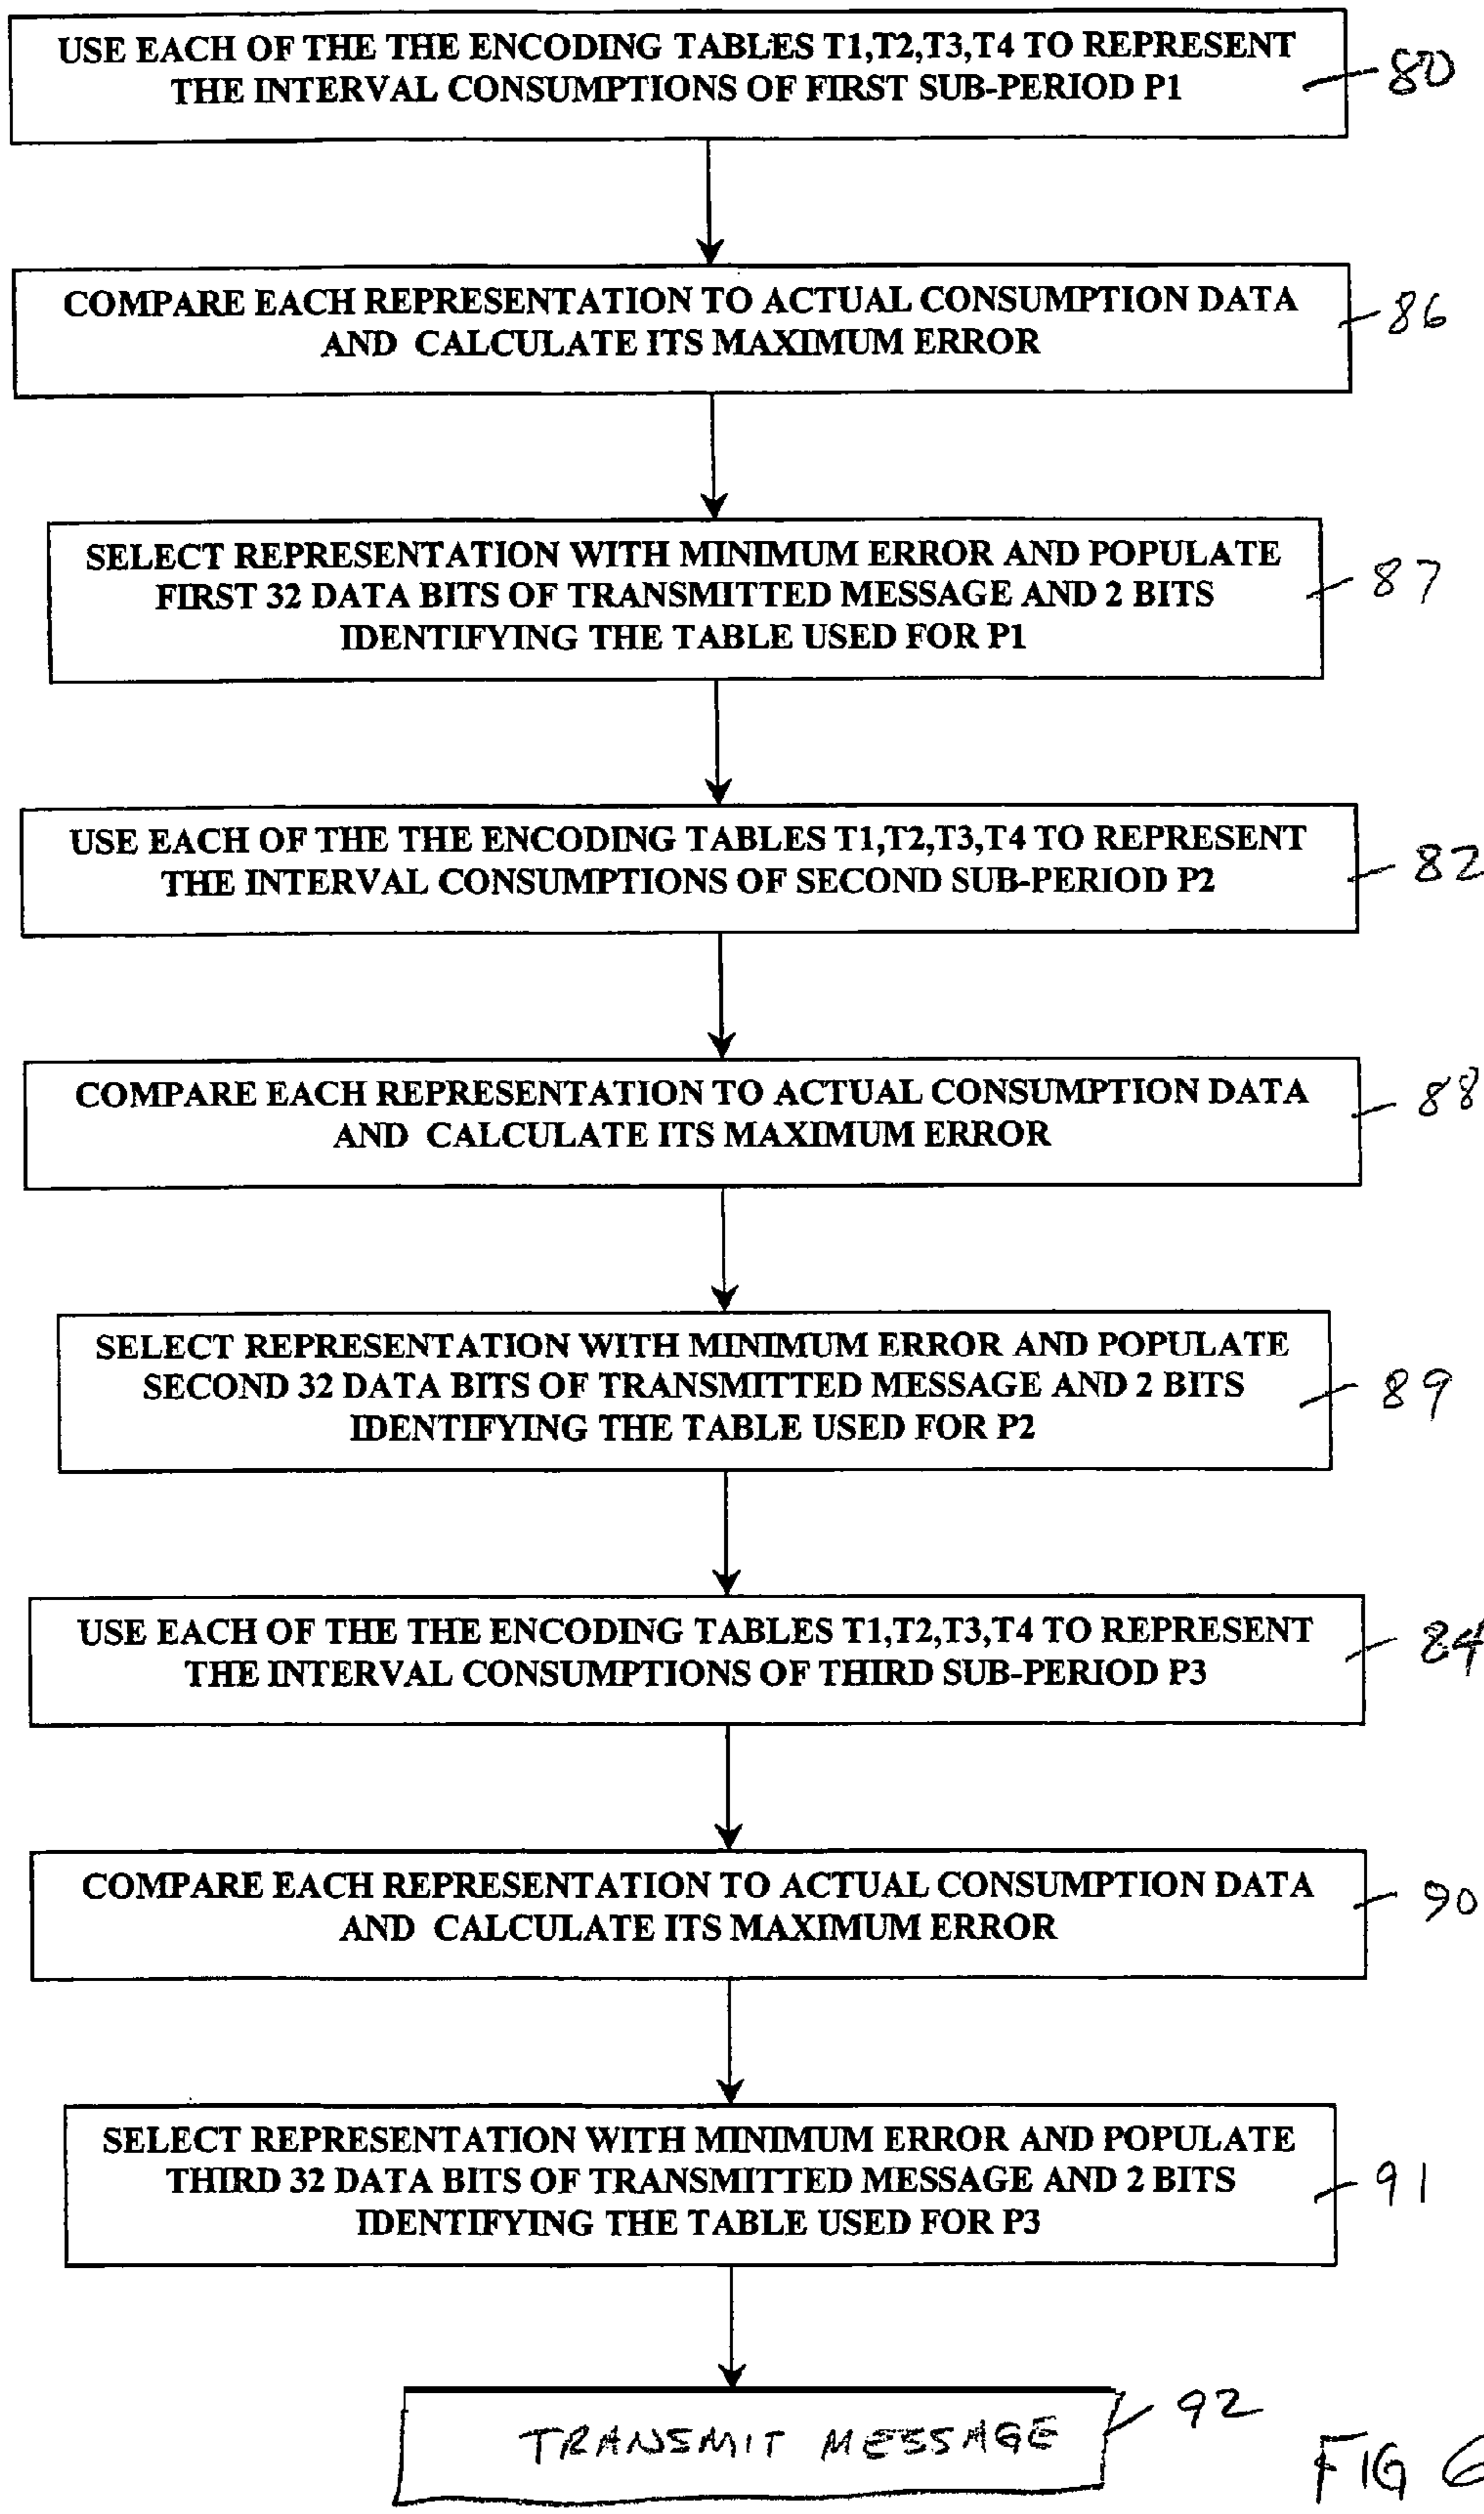 USE EACH OF THE THE ENCODING TABLES T1,T2,T3,T4 TO REPRESENT
THE INTERVAL CONSUMPTIONS OF FIRST SUB-PERIOD P1
80
COMPARE EACH REPRESENTATION TO ACTUAL CONSUMPTION DATA
AND CALCULATE ITS MAXIMUM ERROR
86
SELECT REPRESENTATION WITH MINIMUM ERROR AND POPULATE
FIRST 32 DATA BITS OF TRANSMITTED MESSAGE AND 2 BITS
IDENTIFYING THE TABLE USED FOR P1
87
USE EACH OF THE THE ENCODING TABLES T1,T2,T3,T4 TO REPRESENT
THE INTERVAL CONSUMPTIONS OF SECOND SUB-PERIOD P2
82
COMPARE EACH REPRESENTATION TO ACTUAL CONSUMPTION DATA
AND CALCULATE ITS MAXIMUM ERROR
88
SELECT REPRESENTATION WITH MINIMUM ERROR AND POPULATE
SECOND 32 DATA BITS OF TRANSMITTED MESSAGE AND 2 BITS
IDENTIFYING THE TABLE USED FOR P2
89
USE EACH OF THE THE ENCODING TABLES T1,T2,T3,T4 TO REPRESENT
THE INTERVAL CONSUMPTIONS OF THIRD SUB-PERIOD P3
84
COMPARE EACH REPRESENTATION TO ACTUAL CONSUMPTION DATA
AND CALCULATE ITS MAXIMUM ERROR
90
SELECT REPRESENTATION WITH MINIMUM ERROR AND POPULATE
THIRD 32 DATA BITS OF TRANSMITTED MESSAGE AND 2 BITS
IDENTIFYING THE TABLE USED FOR P3
91
TRANSMIT MESSAGE
92
FIG 6